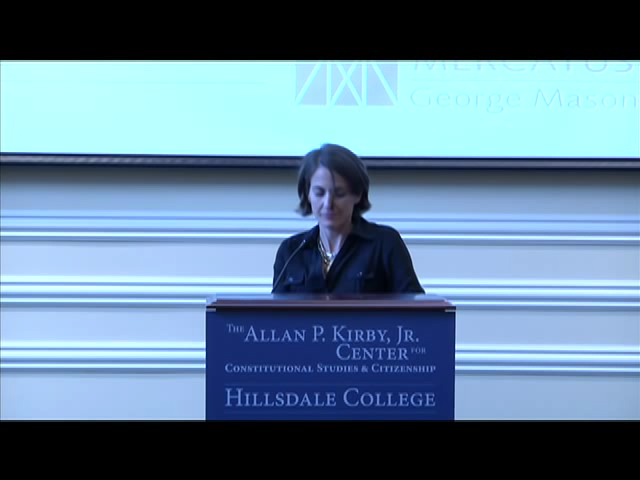 MERCATUS
George Mason
THE ALLAN P. KIRBY, JR.
CENTER FOR
CONSTITUTIONAL STUDIES & CITIZENSHIP
HILLSDALE COLLEGE